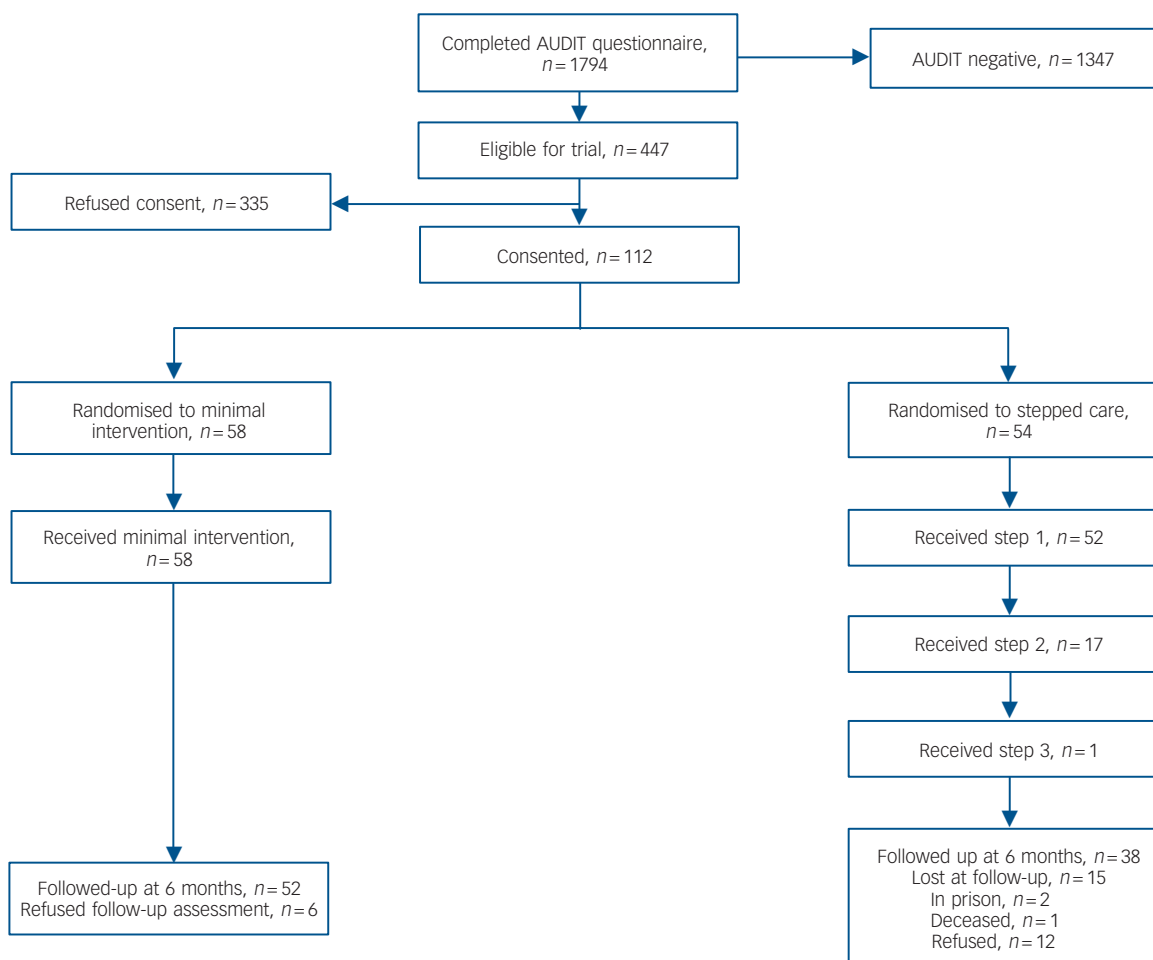 Completed AUDIT questionnaire,
n=1794
AUDIT negative, n=1347
Eligible for trial, n=447
Refused consent, n=335
Consented, n=112
Randomised to minimal
intervention, n=58
Randomised to stepped care,
n=54
Received minimal intervention,
n=58
Received step 1, n=52
Received step 2, n=17
Received step 3, n=1
Followed-up at 6 months, n=52
Refused follow-up assessment, n=6
Followed up at 6 months, n=38
Lost at follow-up, n=15
In prison, n=2
Deceased, n=1
Refused, n=12